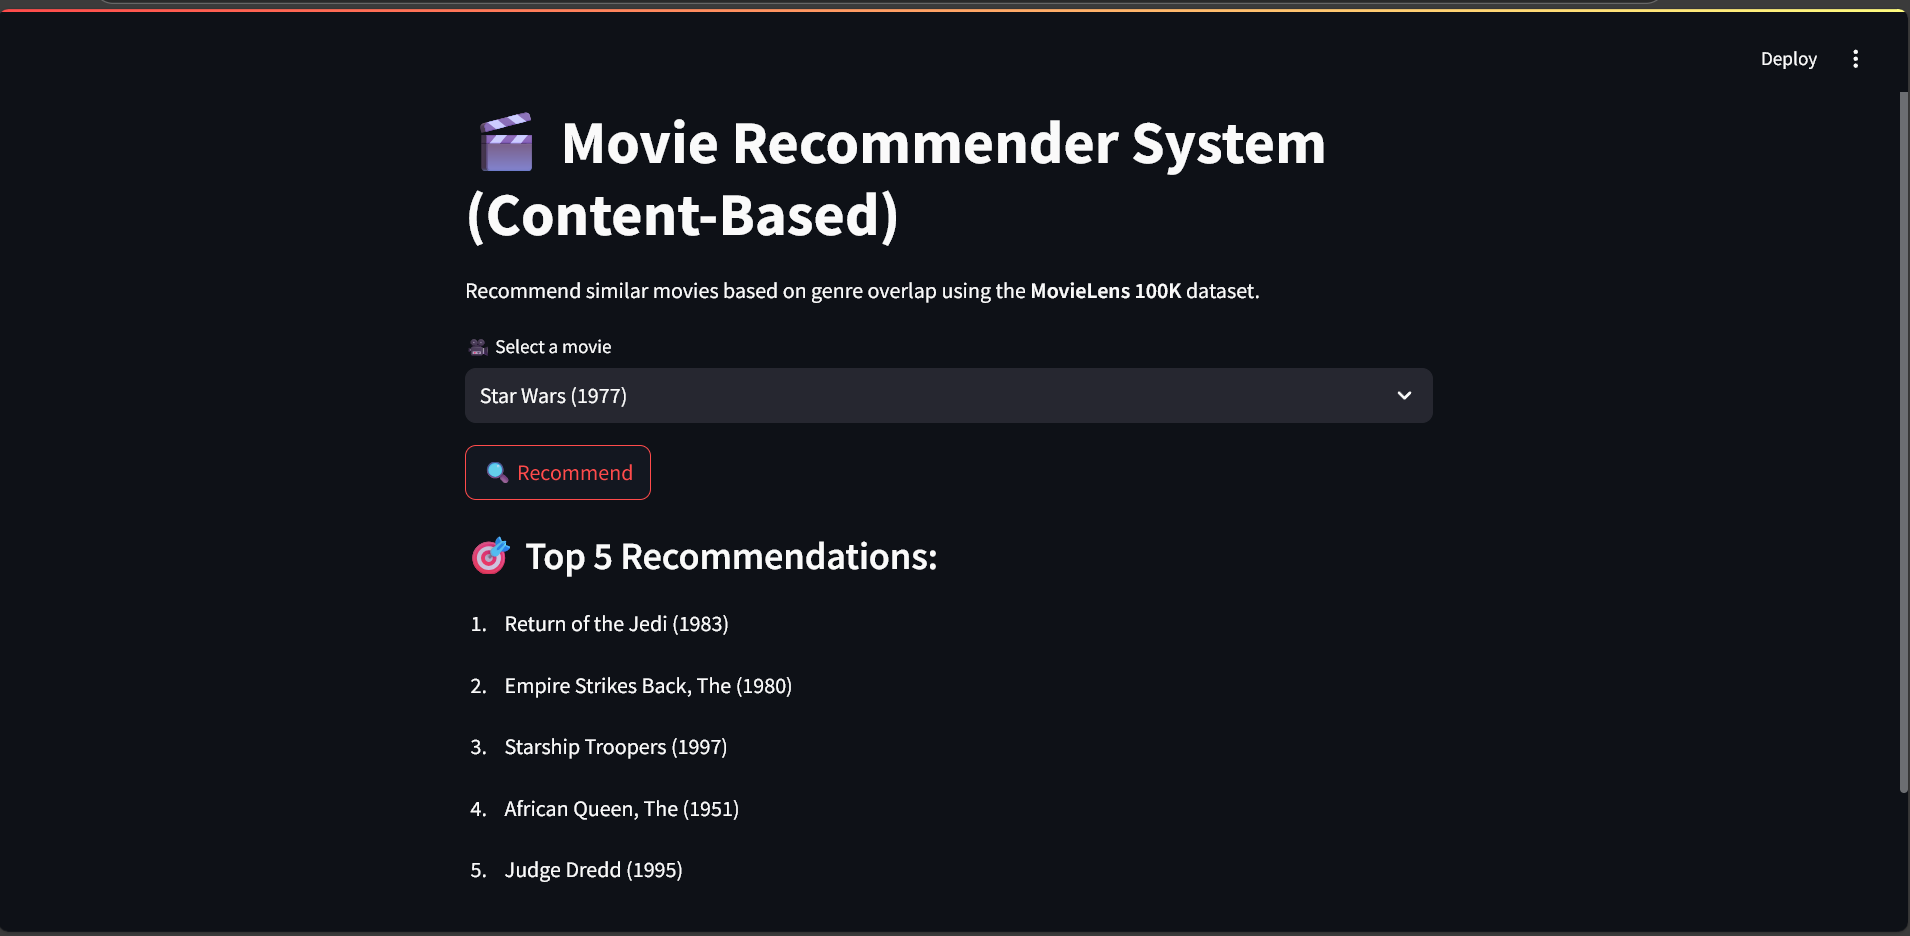 Deploy
Movie Recommender System
(Content-Based)
Recommend similar movies based on genre overlap using the MovieLens 100K dataset.
Select a movie
Star Wars (1977)
Recommend
Top 5 Recommendations:
1. Return of the Jedi (1983)
2. Empire Strikes Back, The (1980)
3. Starship Troopers (1997)
4. African Queen, The (1951)
5. Judge Dredd (1995)